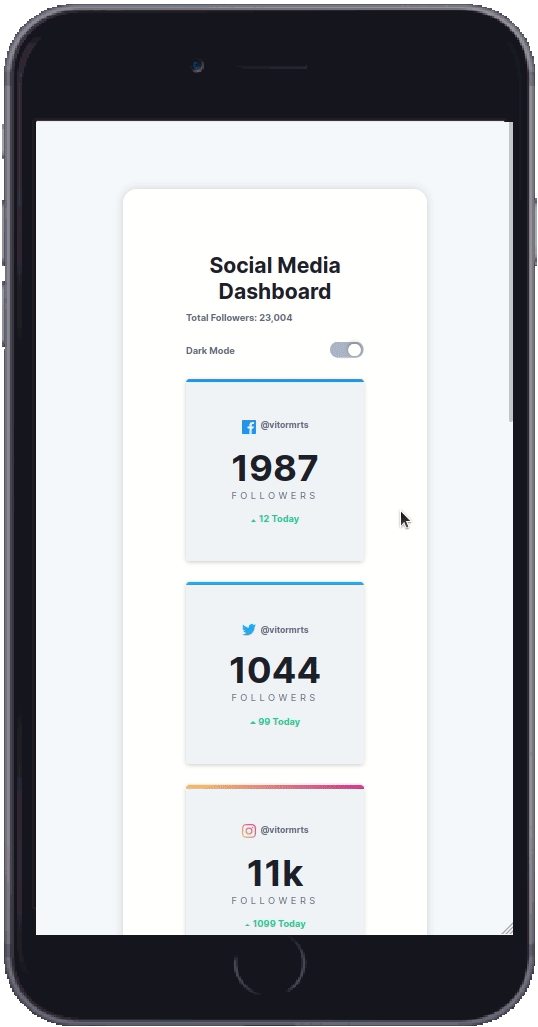 Social Media
Dashboard
Total Followers: 23,004
Dark Mode
@vitormrts
1987
FOLLOWERS
12 Today
@vitormrts
1044
FOLLOWERS
99 Today
@vitormrts
11k
FOLLOWERS
1099 Today